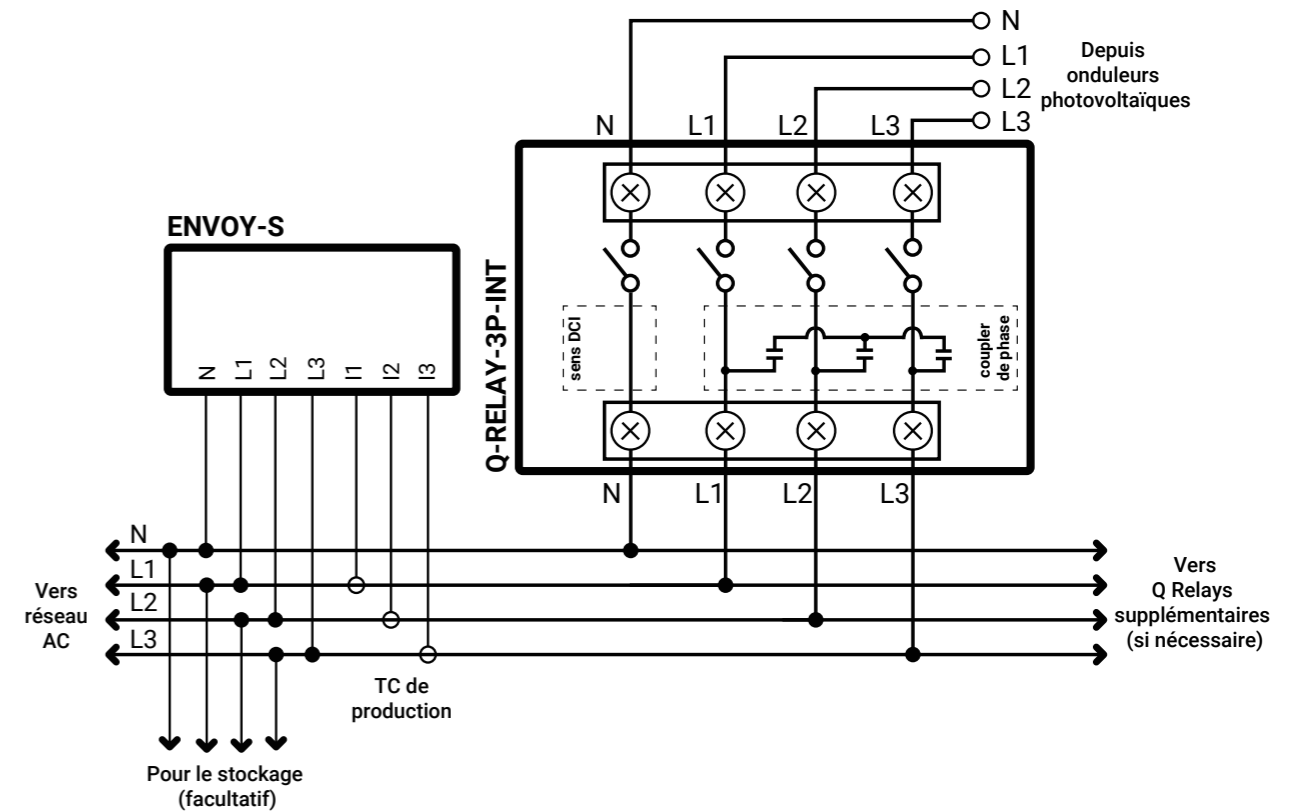 N
L1
L2
L3
Depuis
onduleurs
photovoltaïques
N
L1
L2
L3
ENVOY-S
Q-RELAY-3P-INT
sens DCI
coupler
de phase
N
L1
L2
L3
I1
I2
I3
N
L1
L2
L3
N
L1
L2
L3
Vers
réseau
AC
Vers
Q Relays
supplémentaires
(si nécessaire)
TC de
production
Pour le stockage
(facultatif)